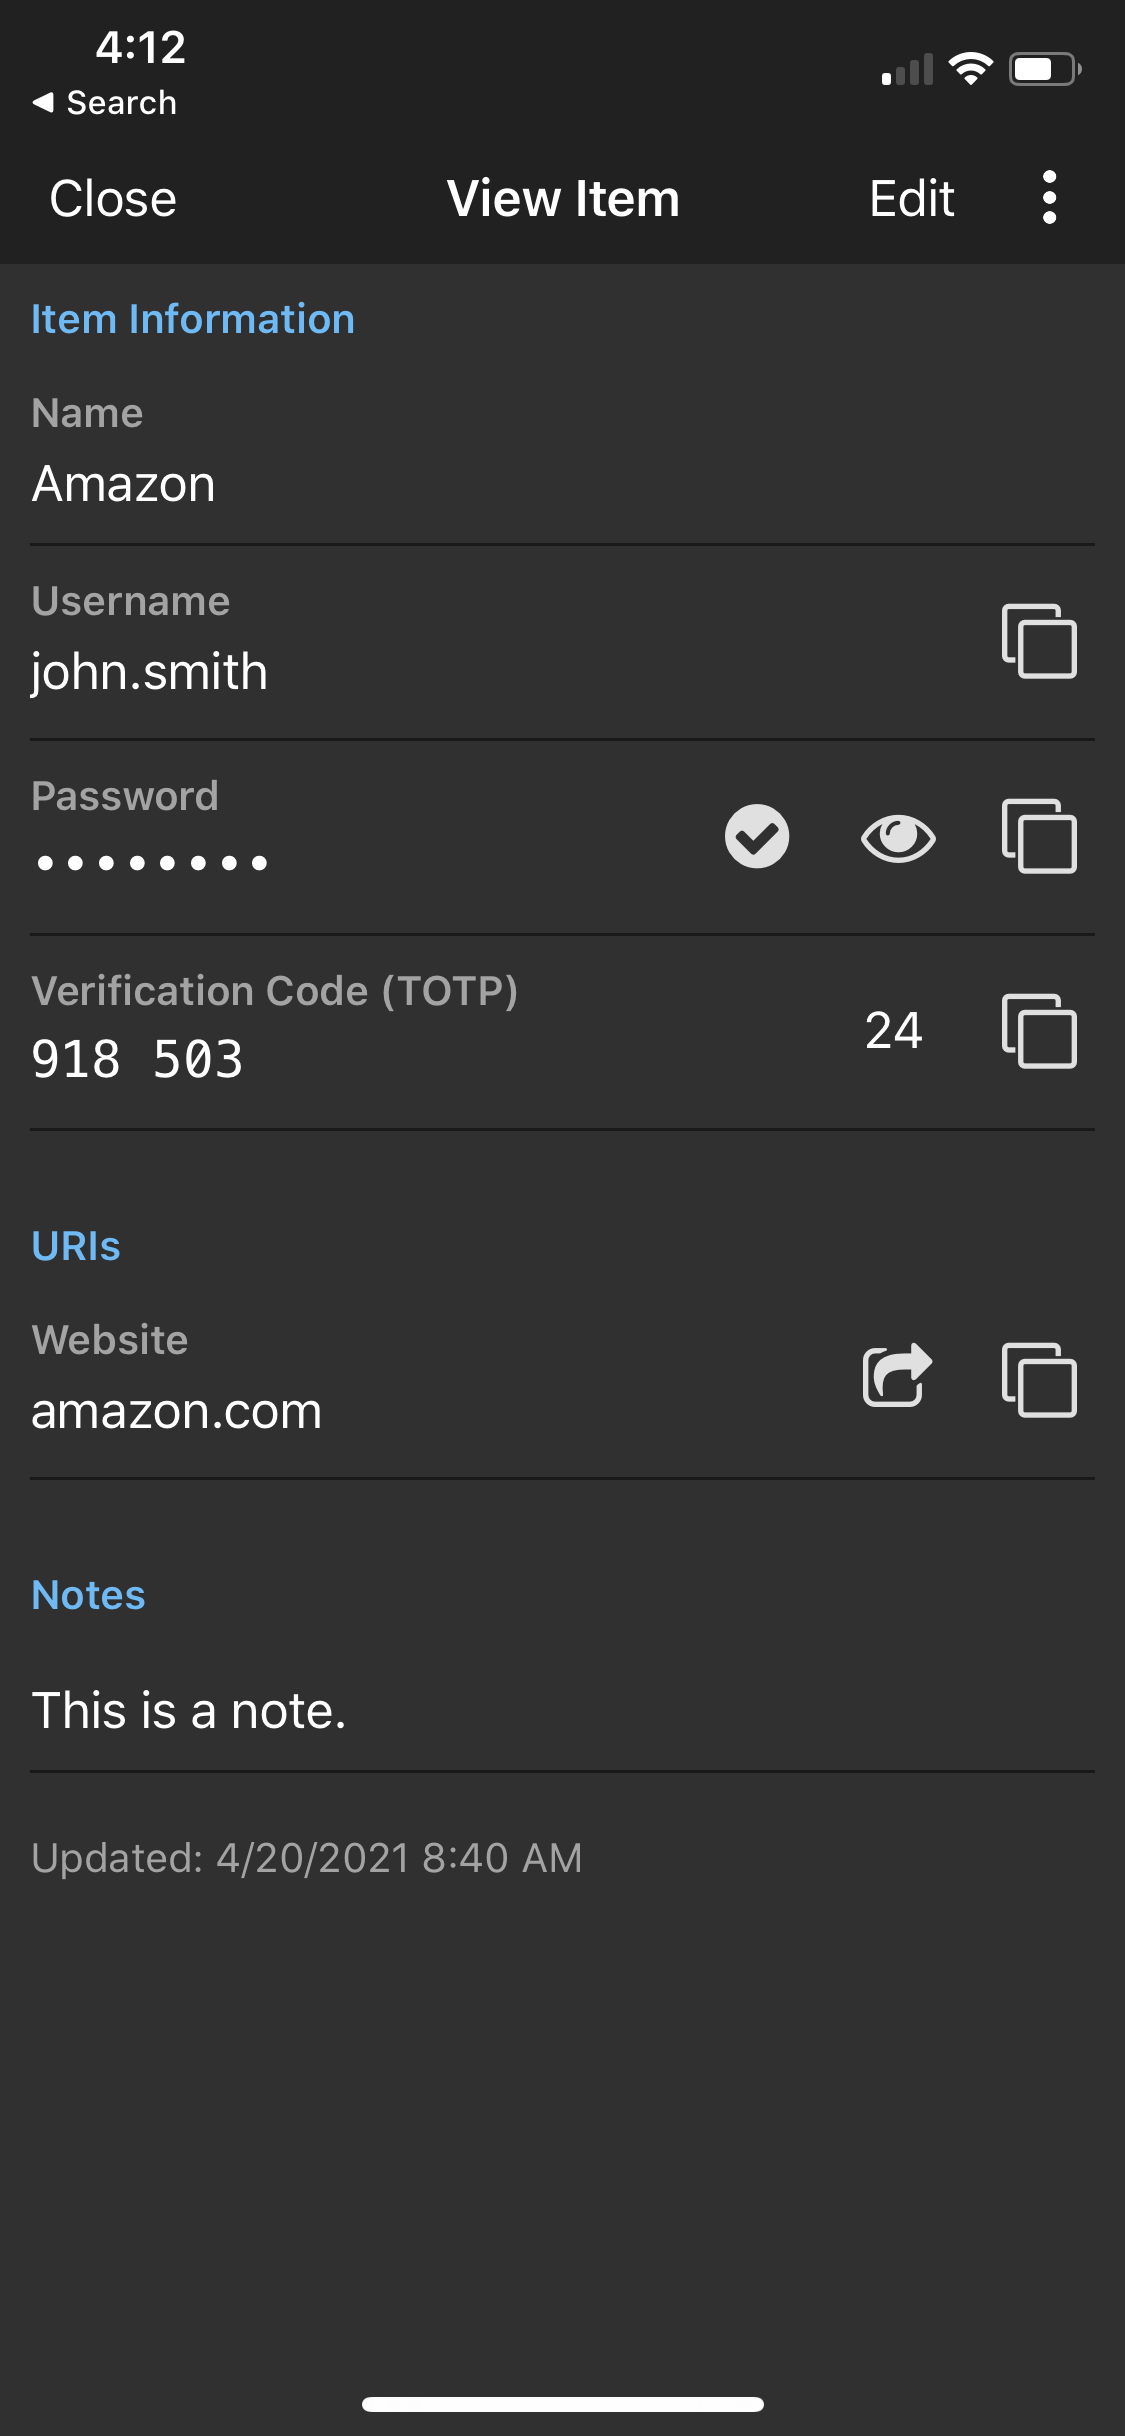 4:12
Search
Close View Item Edit
Item Information
Name
Amazon
Username
john.smith
Password
••••••••
Verification Code (TOTP)
918 503 24
URIs
Website
amazon.com
Notes
This is a note.
Updated: 4/20/2021 8:40 AM